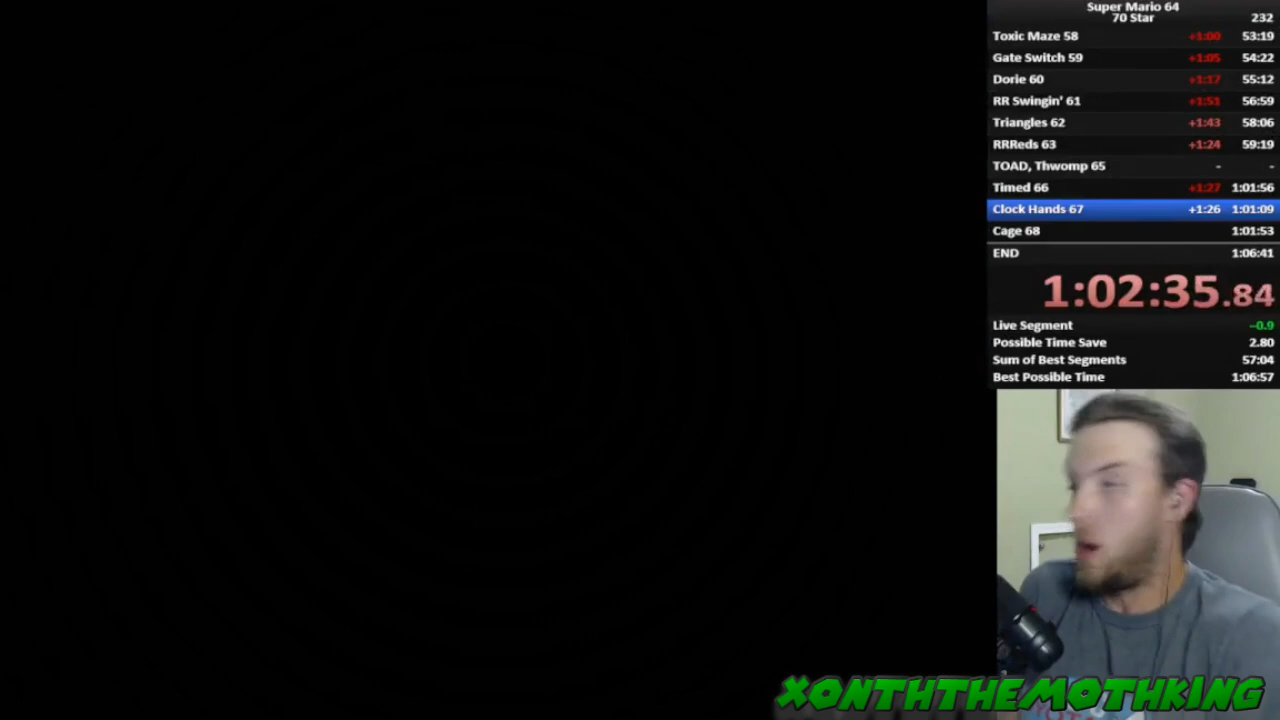 Super Mario 64
70 Star 232
Toxic Maze 58 +1:00 53:19
Gate Switch 59 +1:05 54:22
Dorie 60 +1:17 55:12
RR Swingin' 61 +1:51 56:59
Triangles 62 +1:43 58:06
RRReds 63 +1:24 59:19
TOAD, Thwomp 65 - -
Timed 66 +1:27 1:01:56
Clock Hands 67 +1:26 1:01:09
Cage 68 1:01:53
END 1:06:41
1:02:35.84
Live Segment -0.9
Possible Time Save 2.80
Sum of Best Segments 57:04
Best Possible Time 1:06:57
XONTHTHEMOTHKING